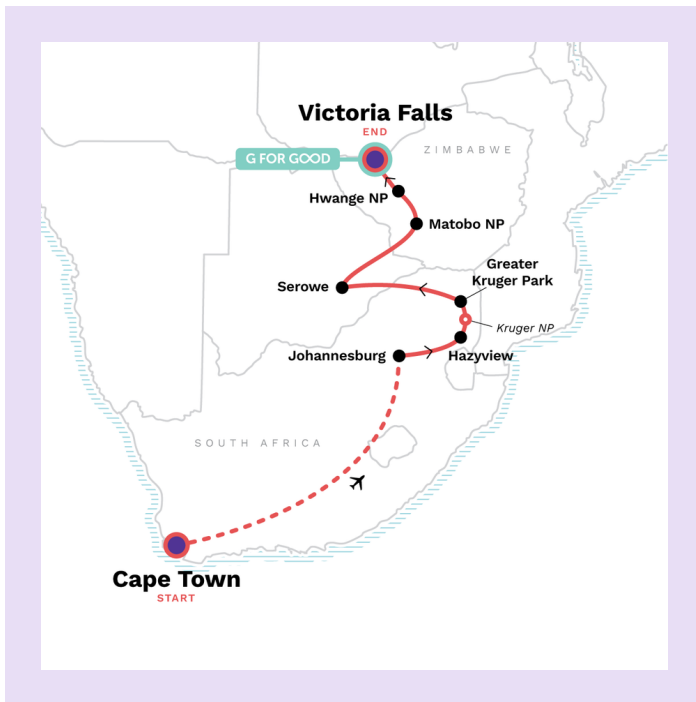 Victoria Falls
END
G FOR GOOD
ZIMBABWE
Hwange NP
Matobo NP
Greater
Kruger Park
Serowe
Kruger NP
Johannesburg
Hazyview
SOUTH AFRICA
Cape Town
START